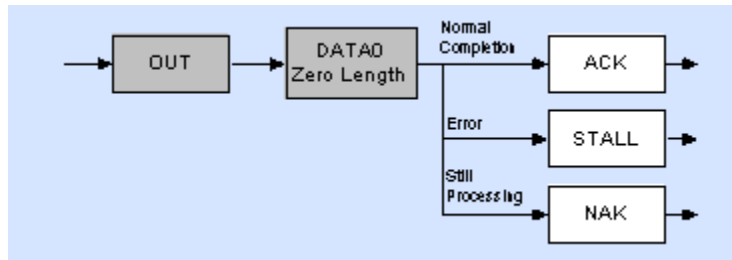 OUT
DATA0
Zero Length
Normal
Completion
ACK
Error
STALL
Still
Processing
NAK